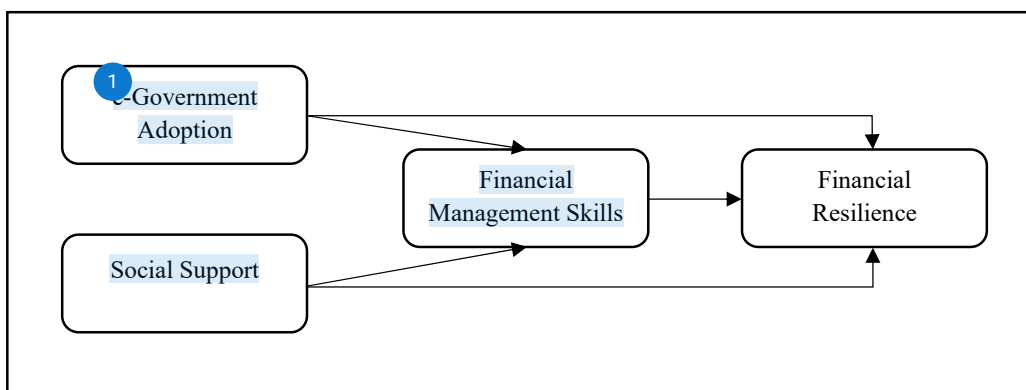 1
e-Government
Adoption
Financial
Management Skills
Financial
Resilience
Social Support